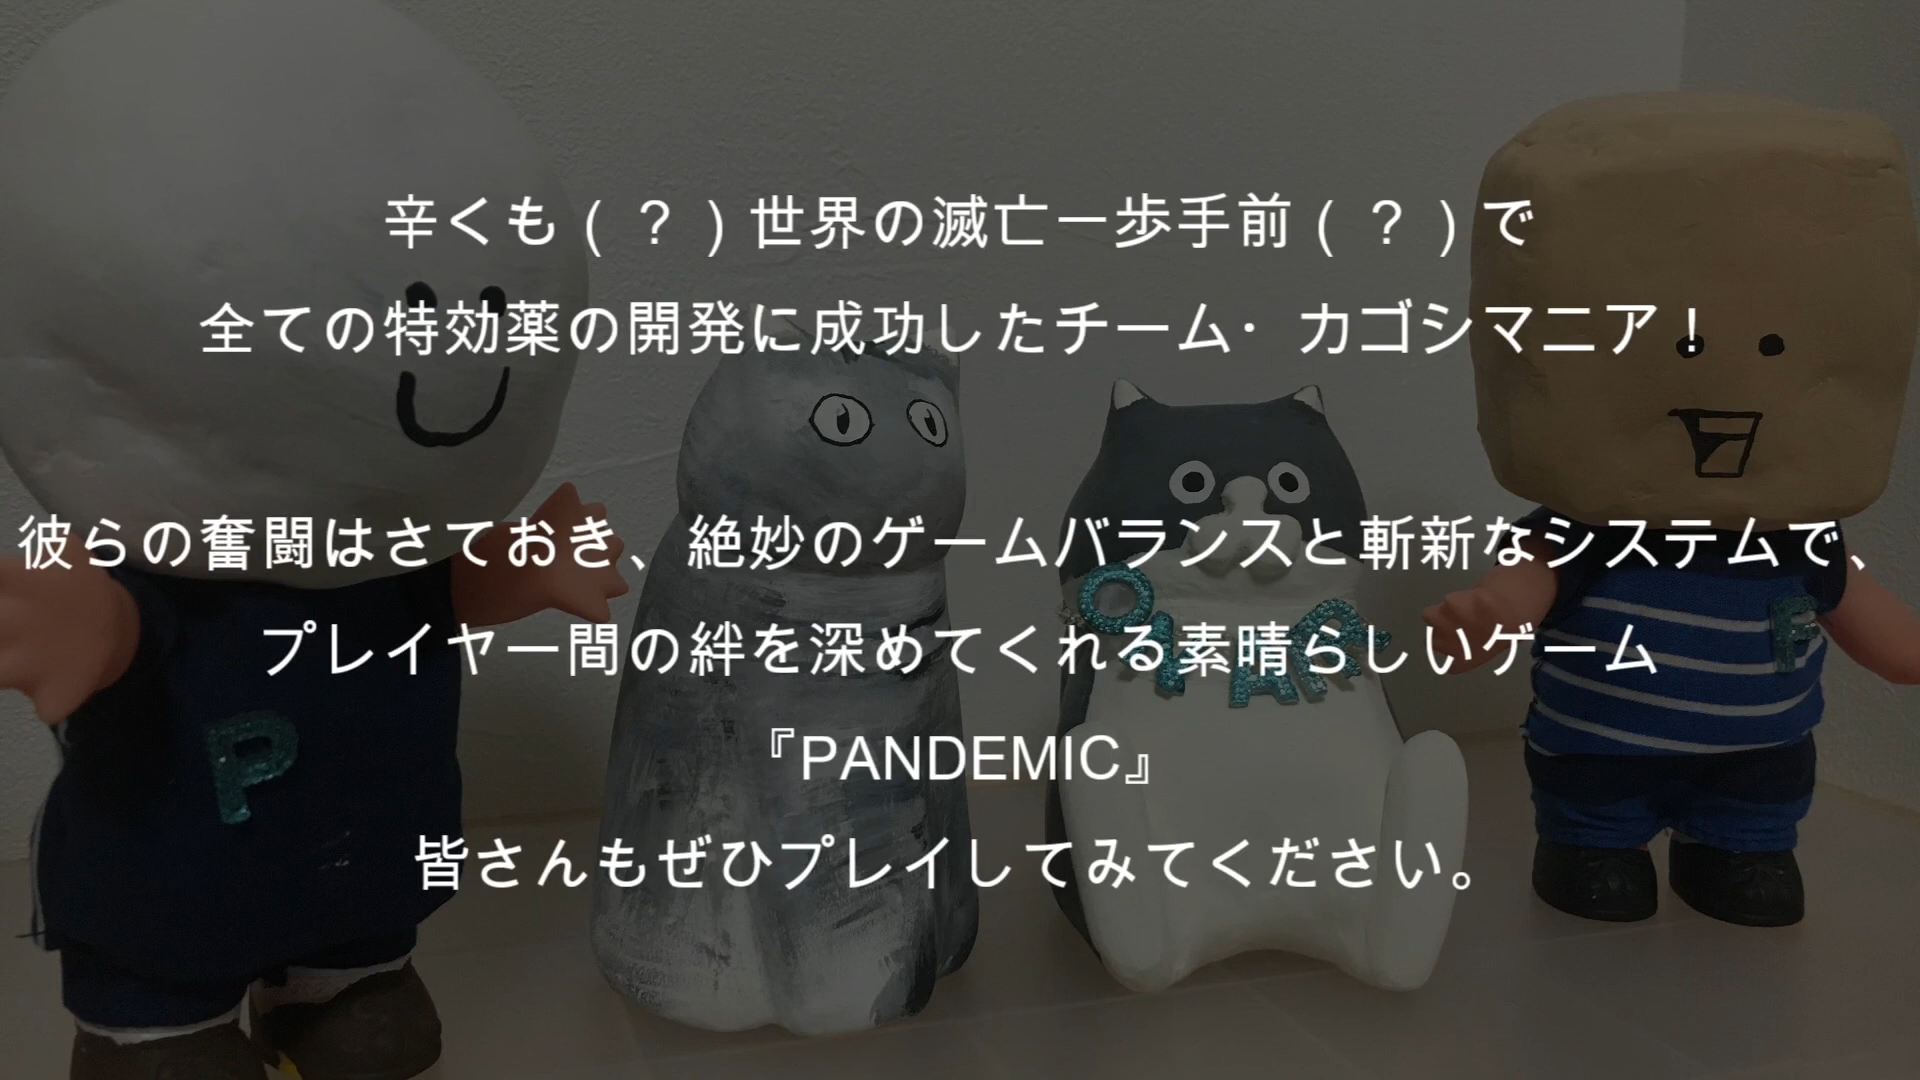 辛くも（？）世界の滅亡一歩手前（？）で
全ての特効薬の開発に成功したチーム・カゴシマニア！
彼らの奮闘はさておき、絶妙のゲームバランスと斬新なシステムで、
プレイヤー間の絆を深めてくれる素晴らしいゲーム
『PANDEMIC』
皆さんもぜひプレイしてみてください。
P
P